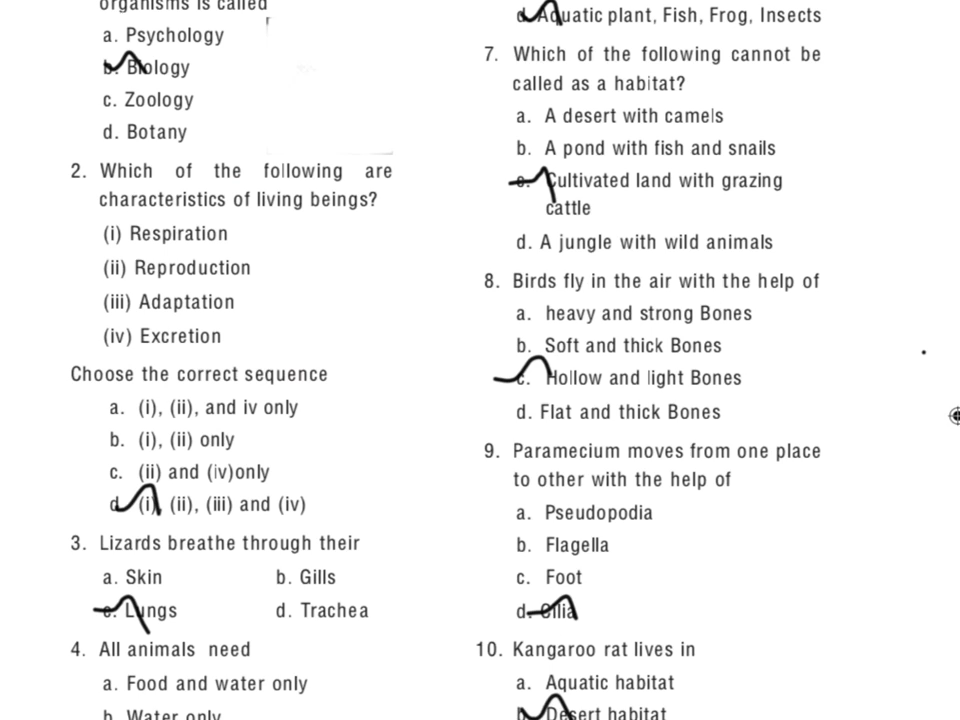 organisms is called
a. Psychology
b. Biology
c. Zoology
d. Botany
2. Which of the following are
characteristics of living beings?
(i) Respiration
(ii) Reproduction
(iii) Adaptation
(iv) Excretion
Choose the correct sequence
a. (i), (ii), and iv only
b. (i), (ii) only
c. (ii) and (iv)only
d. (i), (ii), (iii) and (iv)
3. Lizards breathe through their
a. Skin b. Gills
c. Lungs d. Trachea
4. All animals need
a. Food and water only
b. Water only
d. Aquatic plant, Fish, Frog, Insects
7. Which of the following cannot be
called as a habitat?
a. A desert with camels
b. A pond with fish and snails
c. Cultivated land with grazing
cattle
d. A jungle with wild animals
8. Birds fly in the air with the help of
a. heavy and strong Bones
b. Soft and thick Bones
c. Hollow and light Bones
d. Flat and thick Bones
9. Paramecium moves from one place
to other with the help of
a. Pseudopodia
b. Flagella
c. Foot
d. Cilia
10. Kangaroo rat lives in
a. Aquatic habitat
b. Desert habitat